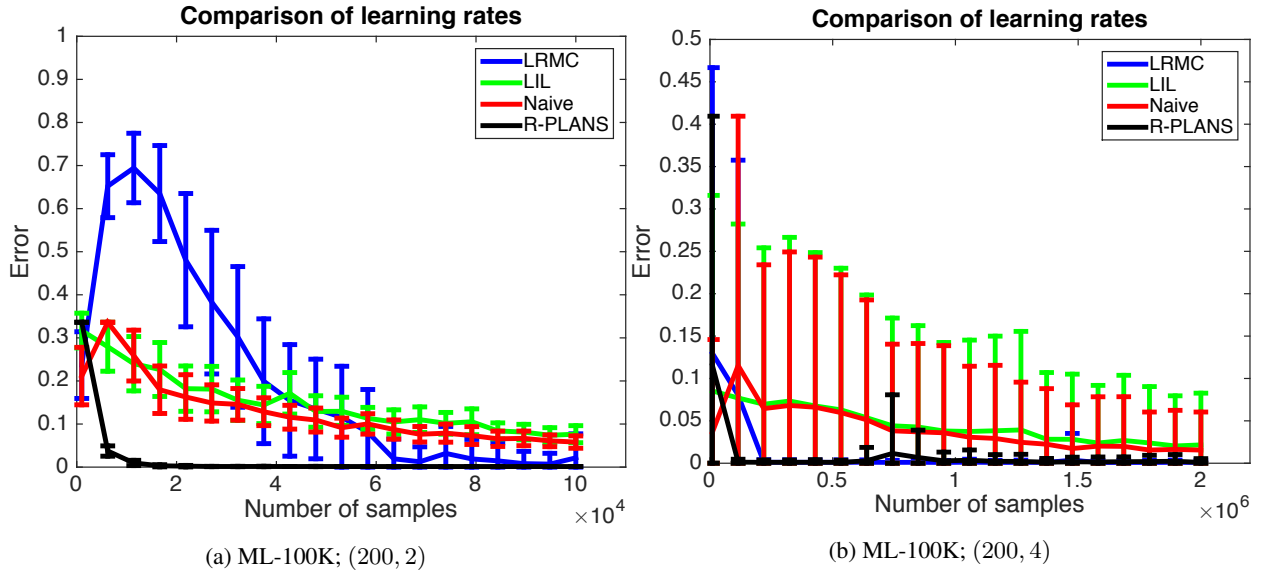 Comparison of learning rates
1
0.9
0.8
0.7
0.6
0.5
0.4
0.3
0.2
0.1
0
Error
LRMC
LIL
Naive
R-PLANS
0 2 4 6 8 10
Number of samples
×10^4
(a) ML-100K; (200, 2)
Comparison of learning rates
0.5
0.45
0.4
0.35
0.3
0.25
0.2
0.15
0.1
0.05
0
Error
LRMC
LIL
Naive
R-PLANS
0 0.5 1 1.5 2
Number of samples
×10^6
(b) ML-100K; (200, 4)